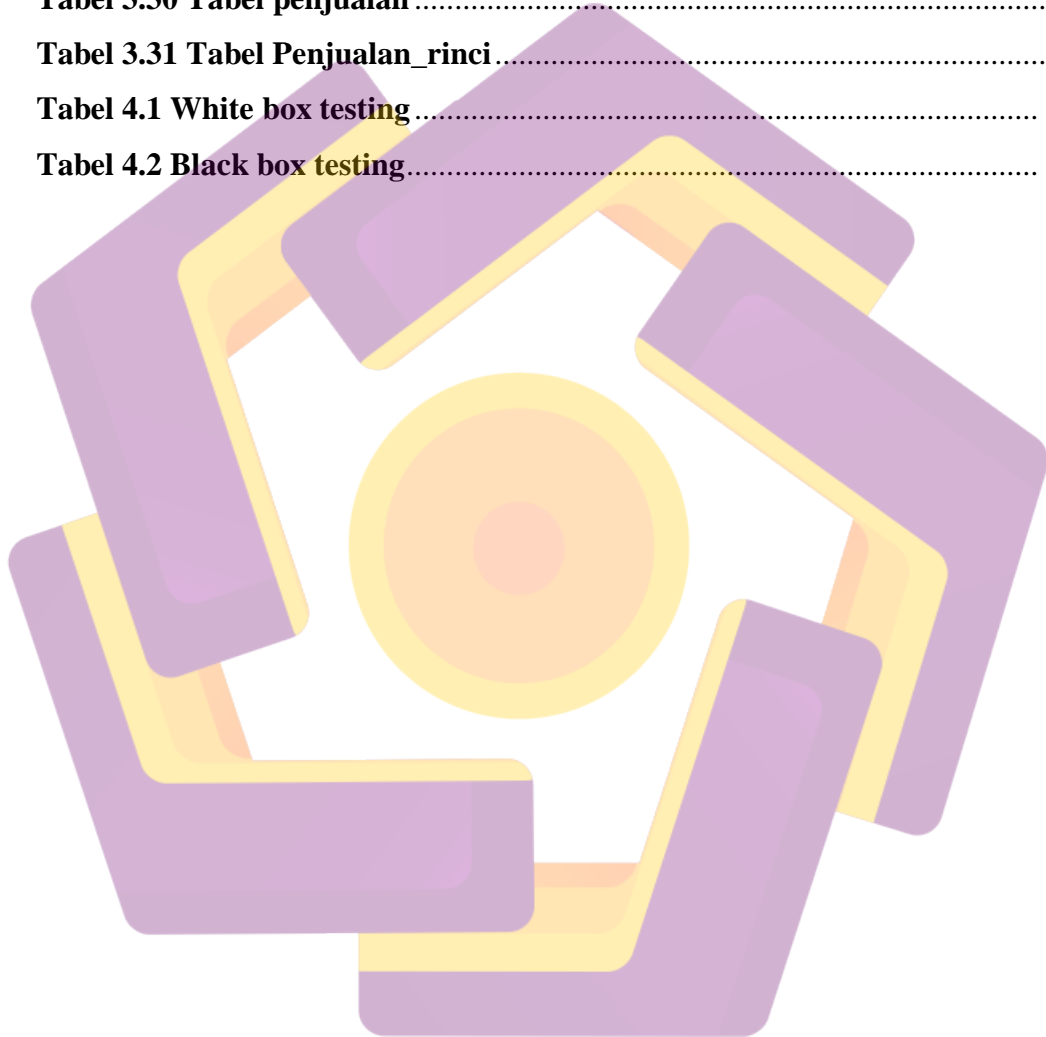 Tabel 3.30 Tabel penjualan........................................................................................
Tabel 3.31 Tabel Penjualan_rinci...............................................................................
Tabel 4.1 White box testing.........................................................................................
Tabel 4.2 Black box testing..........................................................................................